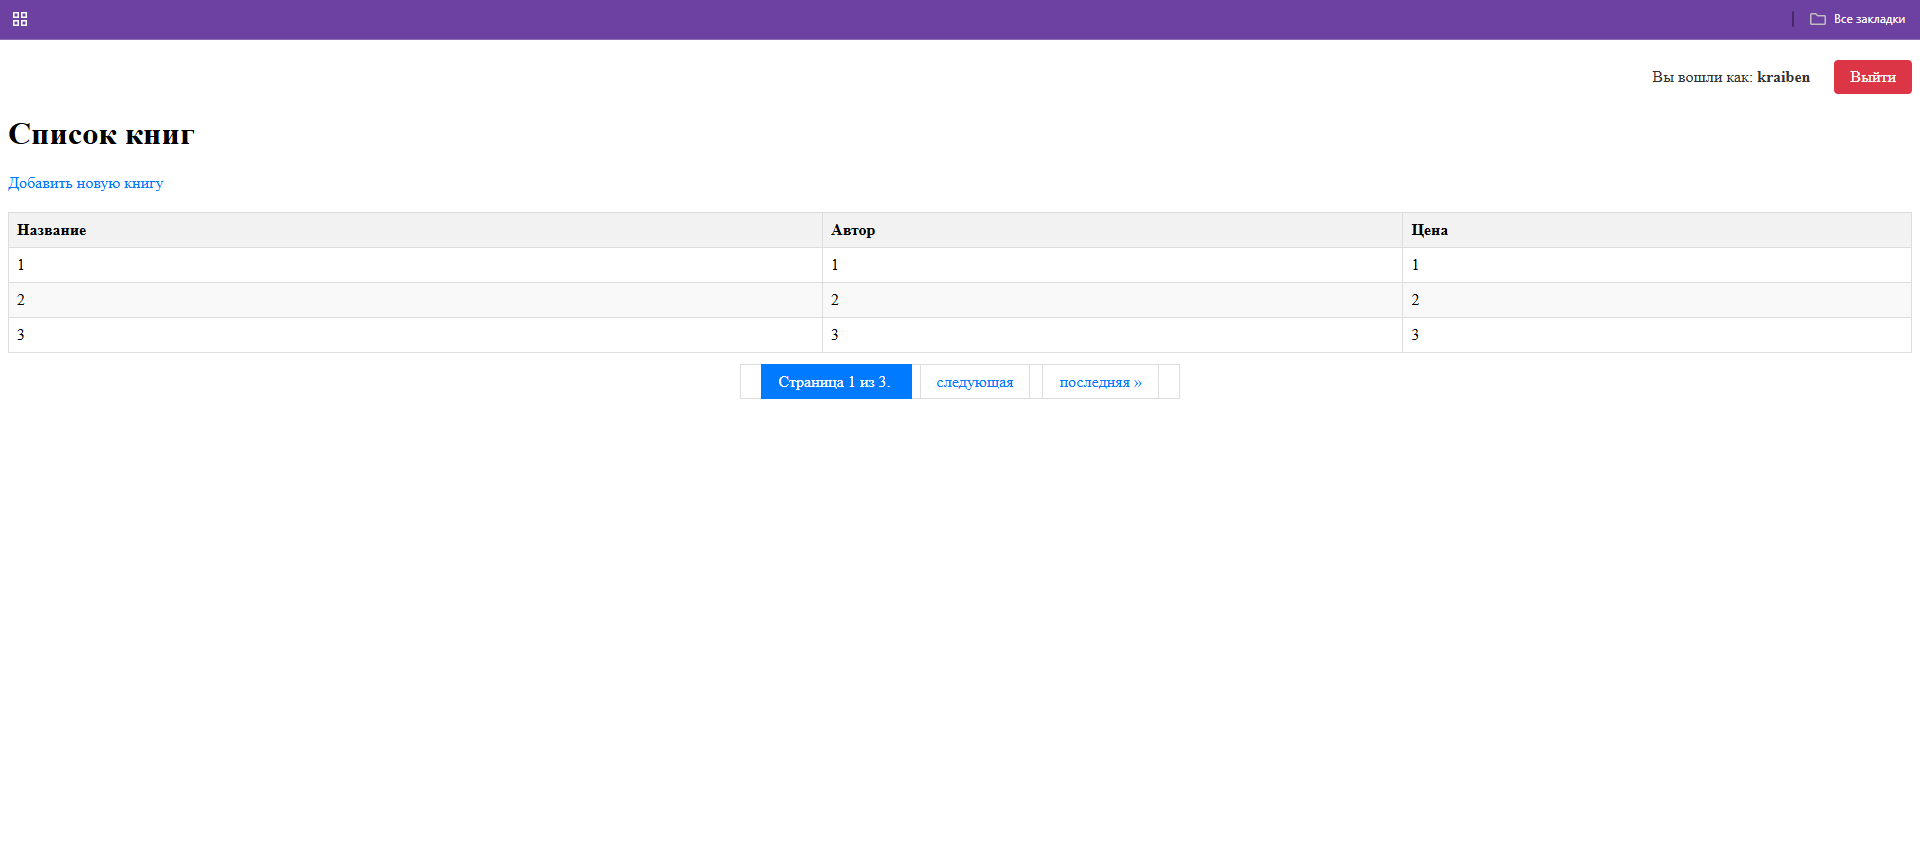 Все закладки
Вы вошли как: kraiben Выйти
Список книг
Добавить новую книгу
Название Автор Цена
1 1 1
2 2 2
3 3 3
Страница 1 из 3. следующая последняя »